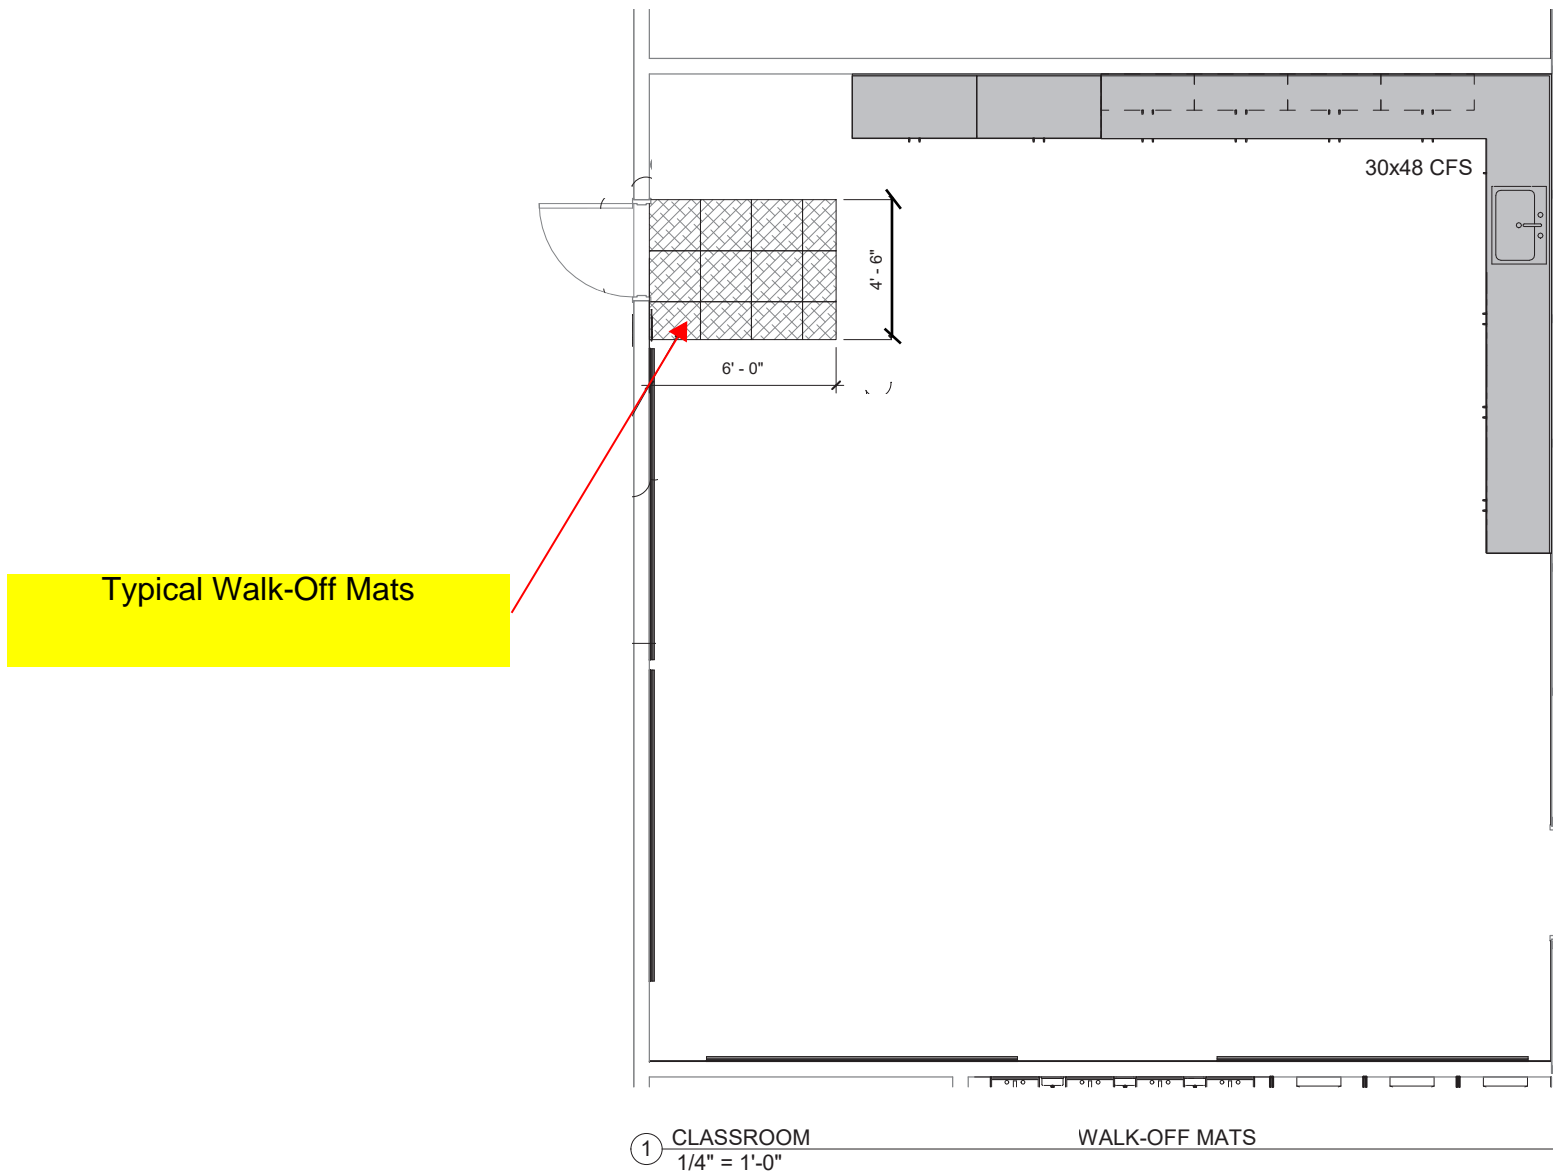 30x48 CFS
4' - 6"
6' - 0"
Typical Walk-Off Mats
1 CLASSROOM WALK-OFF MATS
1/4" = 1'-0"